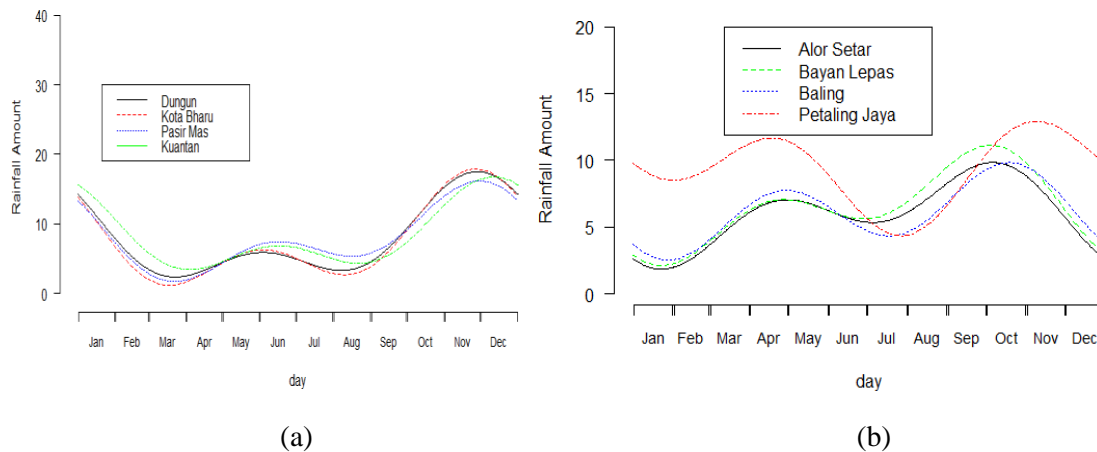 40
30
20
10
0
Rainfall Amount
Dungun
Kota Bharu
Pasir Mas
Kuantan
Jan Feb Mar Apr May Jun Jul Aug Sep Oct Nov Dec
day
(a)
20
15
10
5
0
Rainfall Amount
Alor Setar
Bayan Lepas
Baling
Petaling Jaya
Jan Feb Mar Apr May Jun Jul Aug Sep Oct Nov Dec
day
(b)